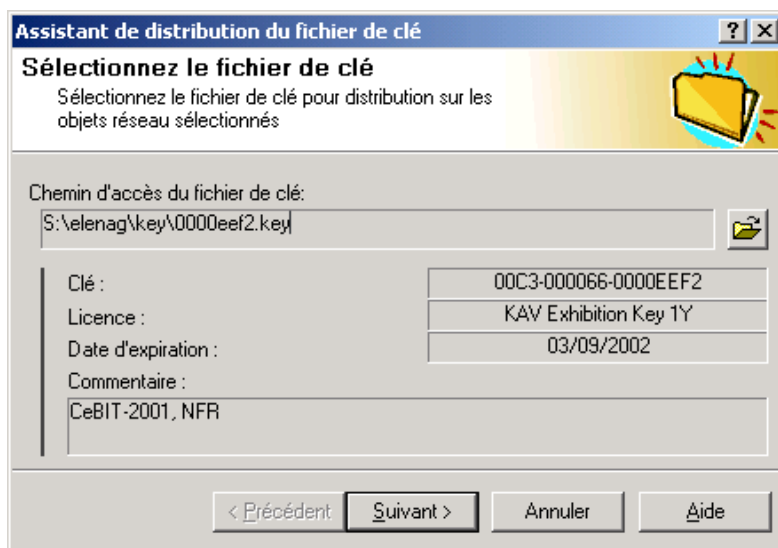 Assistant de distribution du fichier de clé
Sélectionnez le fichier de clé
Sélectionnez le fichier de clé pour distribution sur les
objets réseau sélectionnés
Chemin d'accès du fichier de clé:
S:\elenag\key\0000eef2.key
Clé : 00C3-000066-0000EEF2
Licence : KAV Exhibition Key 1Y
Date d'expiration : 03/09/2002
Commentaire :
CeBIT-2001, NFR
< Précédent Suivant > Annuler Aide